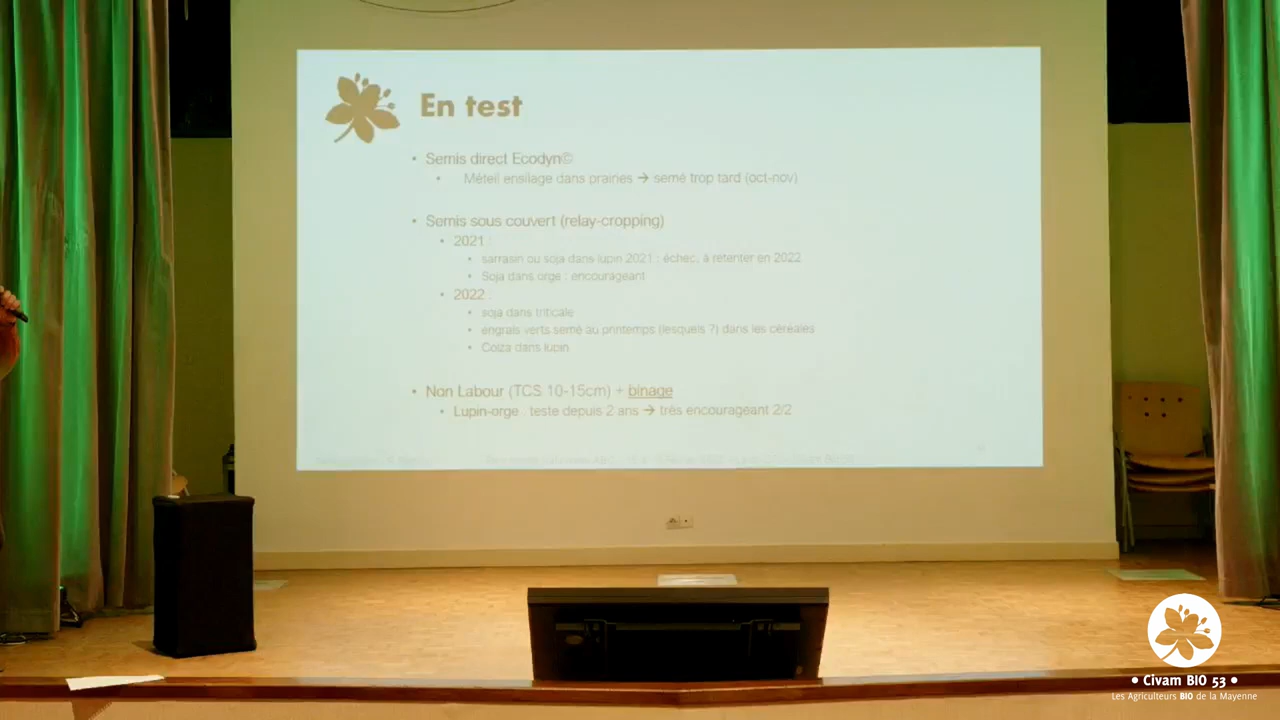 En test
• Semis direct Ecodyn©
• Méteil ensilage dans prairies → semé trop tard (oct-nov)
• Semis sous couvert (relay-cropping)
• 2021 :
• sarrasin ou soja dans lupin 2021 : échec, à retenter en 2022
• Soja dans orge : encourageant
• 2022 :
• soja dans triticale
• engrais verts semé au printemps (lesquels ?) dans les céréales
• Colza dans lupin
• Non Labour (TCS 10-15cm) + binage
• Lupin-orge : testé depuis 2 ans → très encourageant 2/2
• Civam BIO 53 •
Les Agriculteurs BIO de la Mayenne